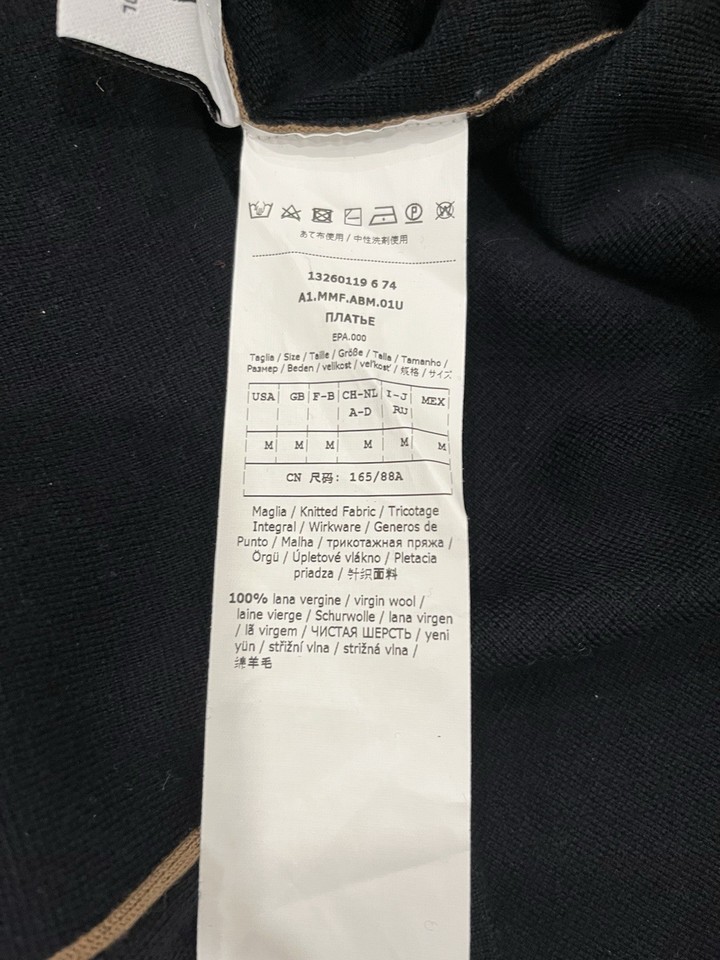 あて布使用 / 中性洗剤使用
13260119 6 74
A1.MMF.ABM.01U
ПЛАТЬЕ
EPA.000
Taglia / Size / Taille / Größe / Talla / Tamanho /
Размер / Beden / velikost / veľkosť / 规格 / サイズ
USA GB F-B CH-NL I-J MEX
A-D RU
M M M M M M
CN 尺码: 165/88A
Maglia / Knitted Fabric / Tricotage
Integral / Wirkware / Generos de
Punto / Malha / трикотажная пряжа /
Örgü / Úpletové vlákno / Pletacia
priadza / 针织面料
100% lana vergine / virgin wool /
laine vierge / Schurwolle / lana virgen
/ lã virgem / ЧИСТАЯ ШЕРСТЬ / yeni
yün / střižní vlna / strižná vlna /
绵羊毛